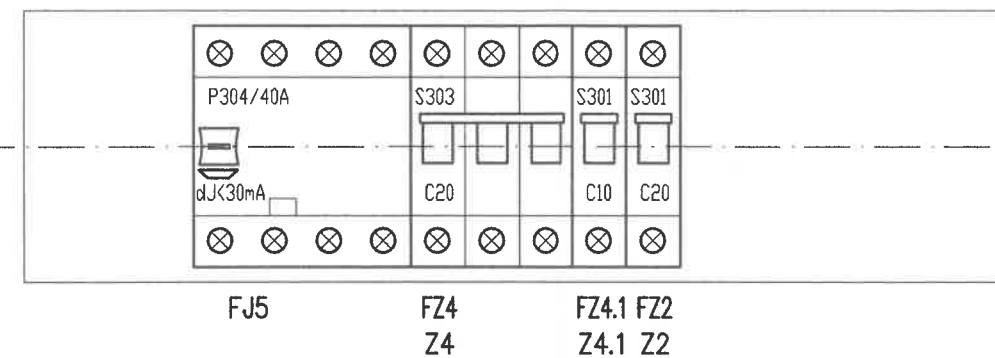 P304/40A S303 S301 S301
dJ<30mA C20 C10 C20
FJ5 FZ4 FZ4.1 FZ2
Z4 Z4.1 Z2